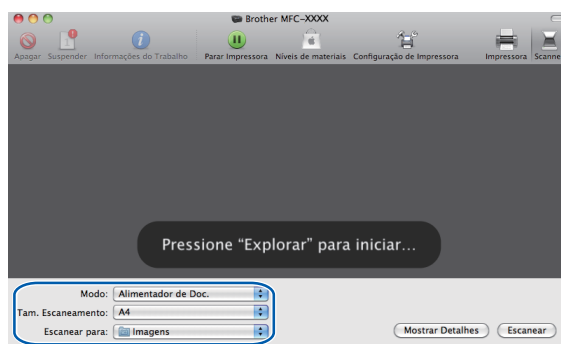 Brother MFC-XXXX
Apagar Suspender Informações do Trabalho Parar Impressora Níveis de materiais Configuração de Impressora Impressora Scanne
Pressione “Explorar” para iniciar...
Modo: Alimentador de Doc.
Tam. Escaneamento: A4
Escanear para: Imagens Mostrar Detalhes Escanear